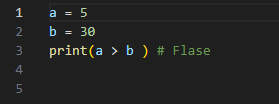 1 a = 5
2 b = 30
3 print(a > b ) # Flase
4
5